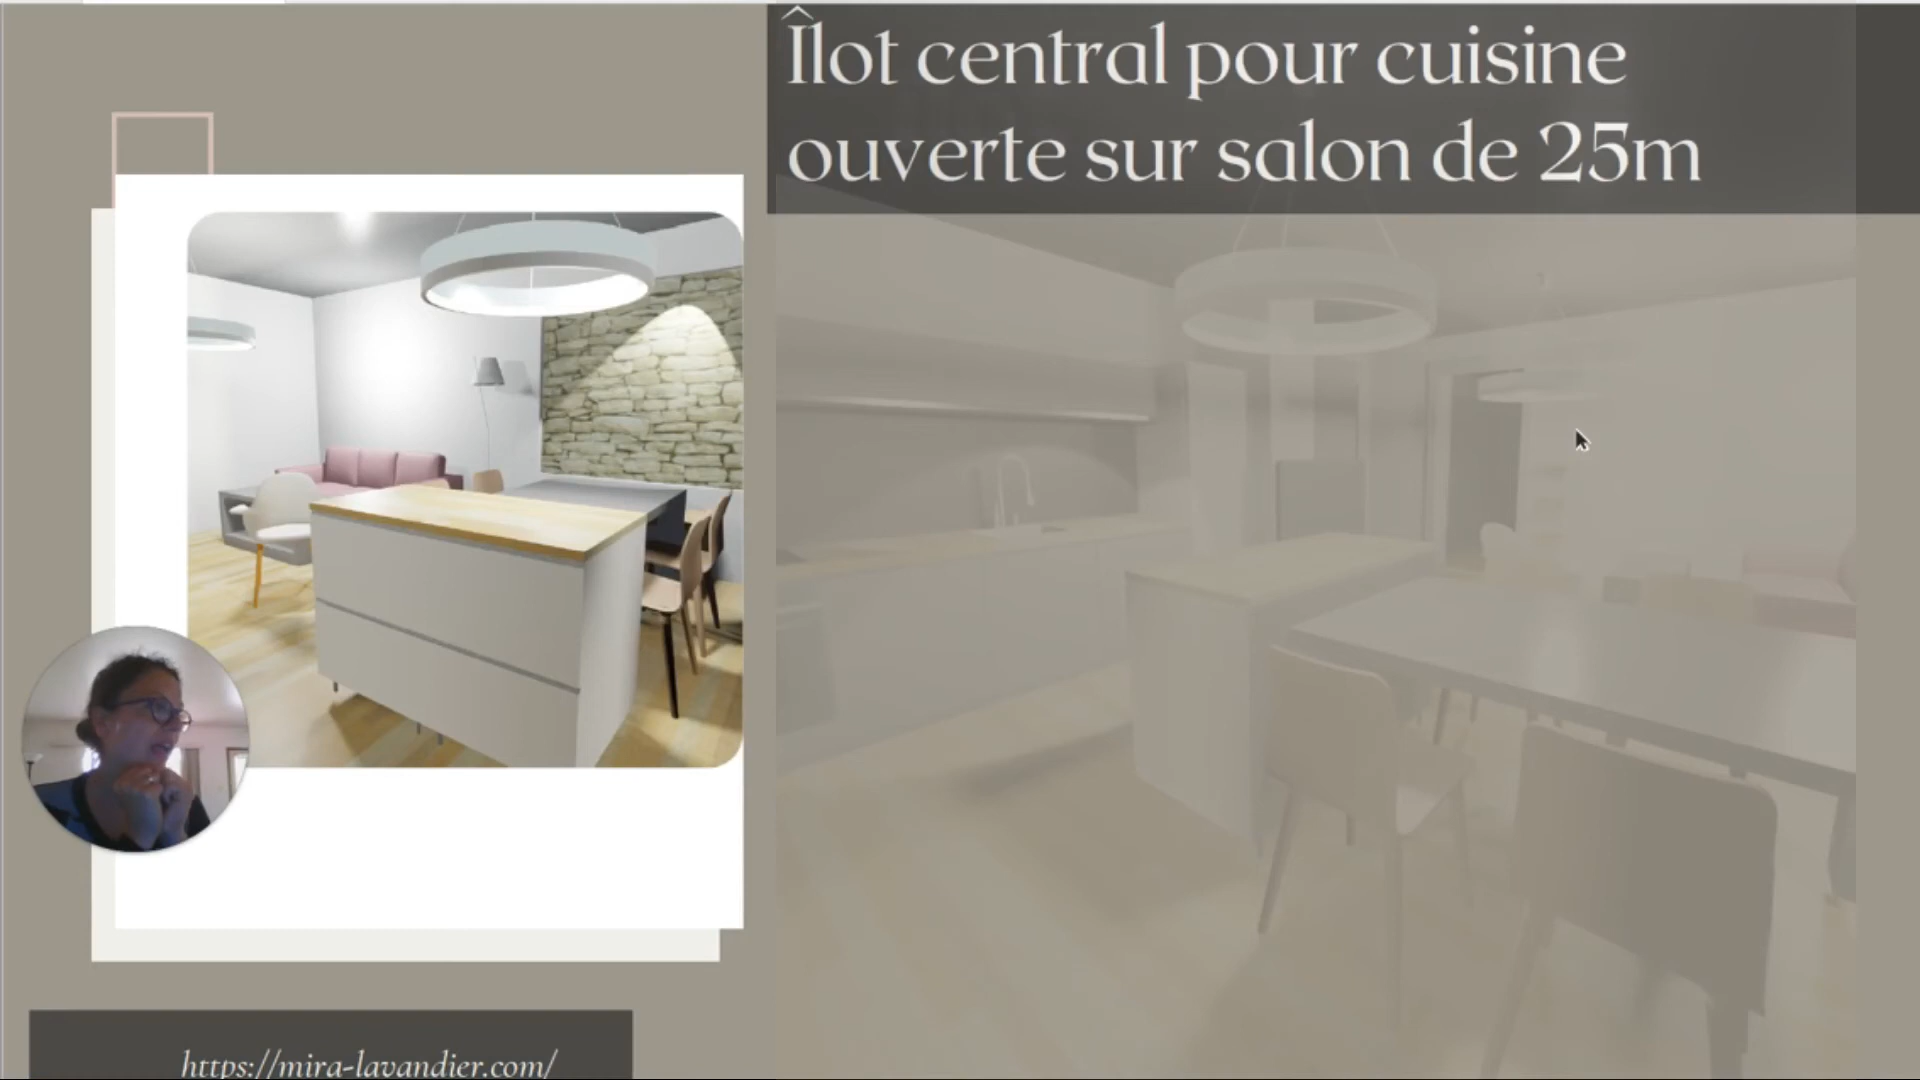 Îlot central pour cuisine
ouverte sur salon de 25m
https://mira-lavandier.com/